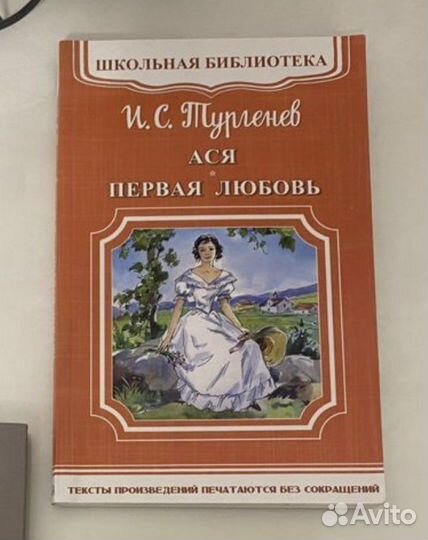 ШКОЛЬНАЯ БИБЛИОТЕКА
И. С. Тургенев
АСЯ
*
ПЕРВАЯ ЛЮБОВЬ
ТЕКСТЫ ПРОИЗВЕДЕНИЙ ПЕЧАТАЮТСЯ БЕЗ СОКРАЩЕНИЙ
Avito